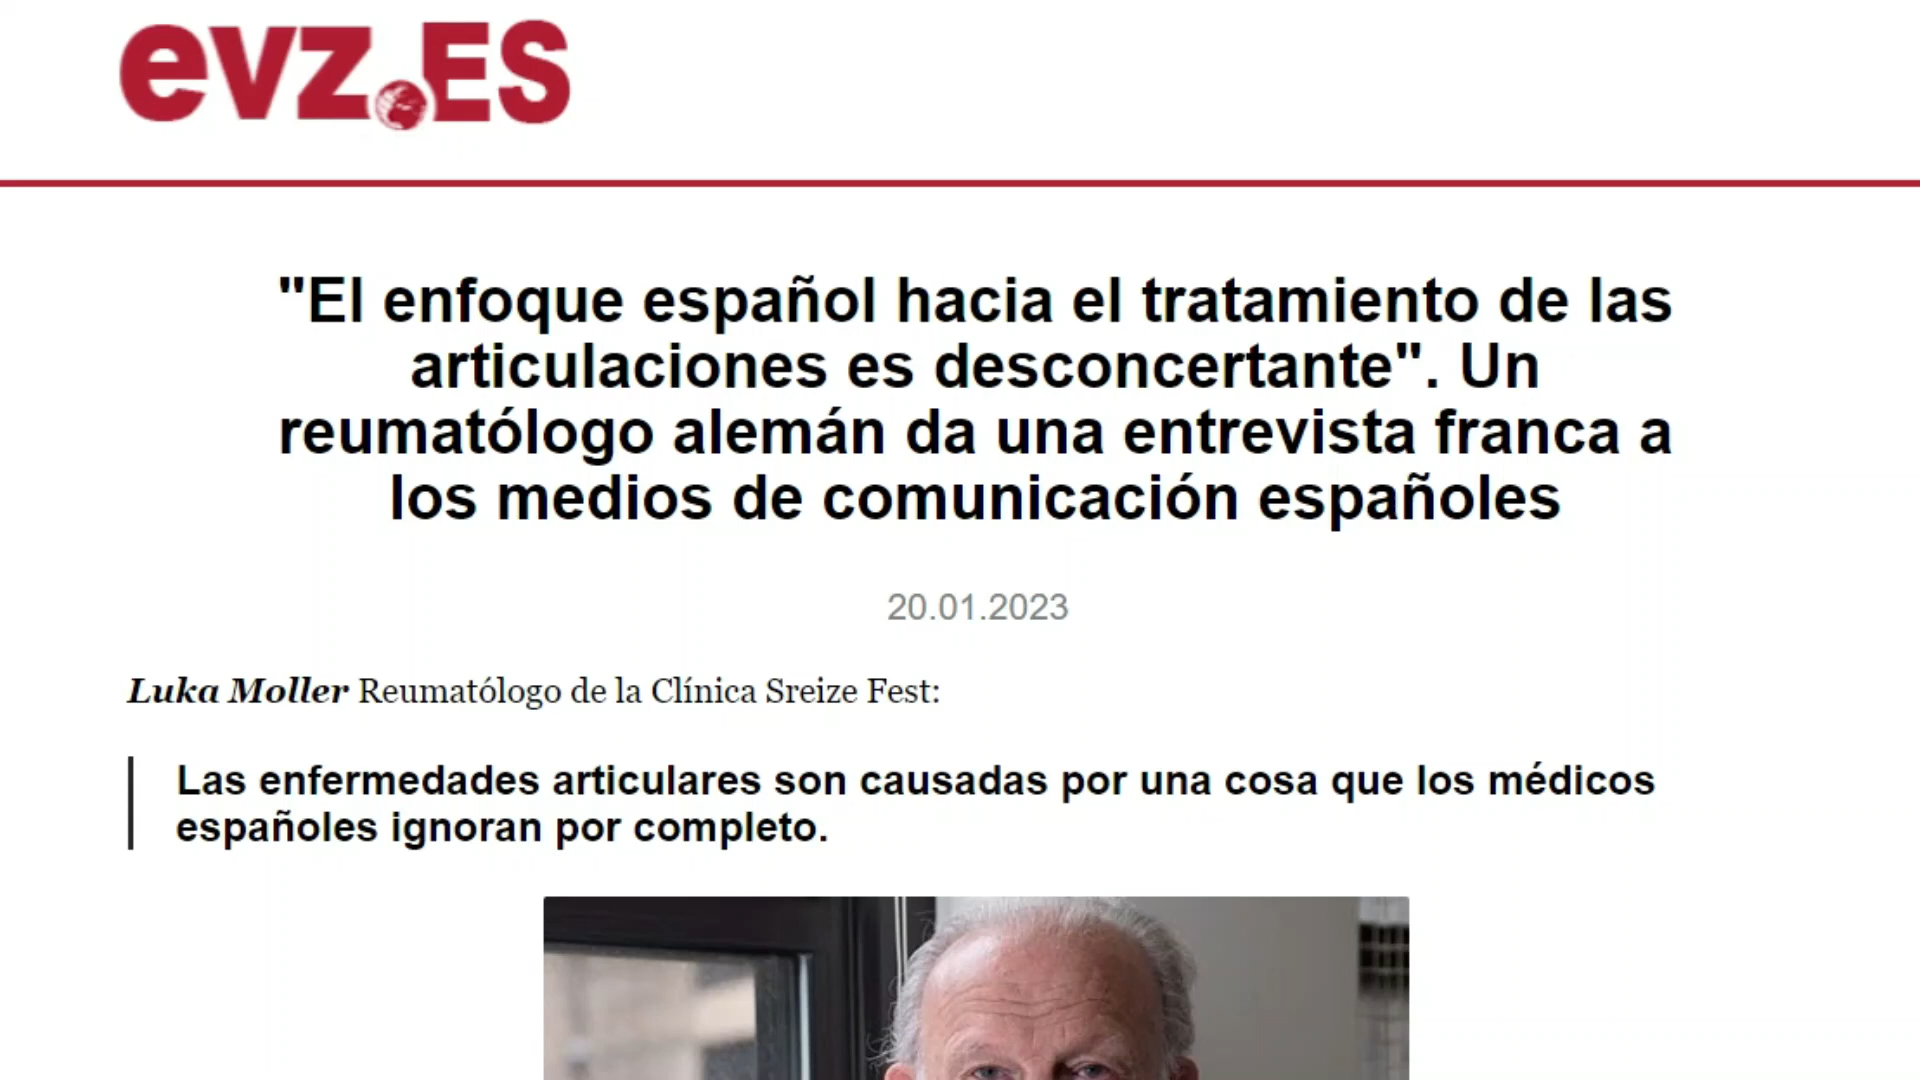 evz.ES
"El enfoque español hacia el tratamiento de las
articulaciones es desconcertante". Un
reumatólogo alemán da una entrevista franca a
los medios de comunicación españoles
20.01.2023
Luka Moller Reumatólogo de la Clínica Sreize Fest:
Las enfermedades articulares son causadas por una cosa que los médicos
españoles ignoran por completo.